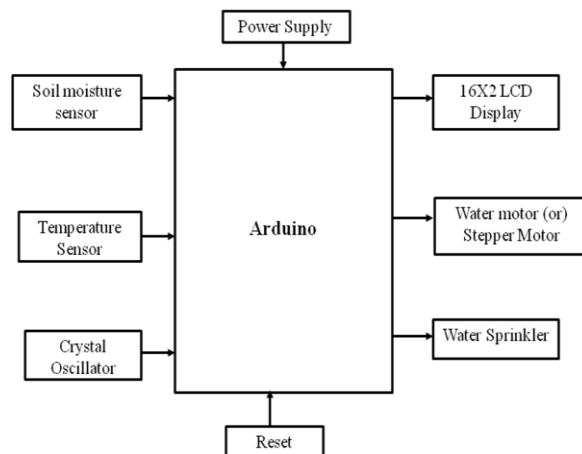 Power Supply
Soil moisture
sensor
16X2 LCD
Display
Temperature
Sensor
Arduino
Water motor (or)
Stepper Motor
Crystal
Oscillator
Water Sprinkler
Reset